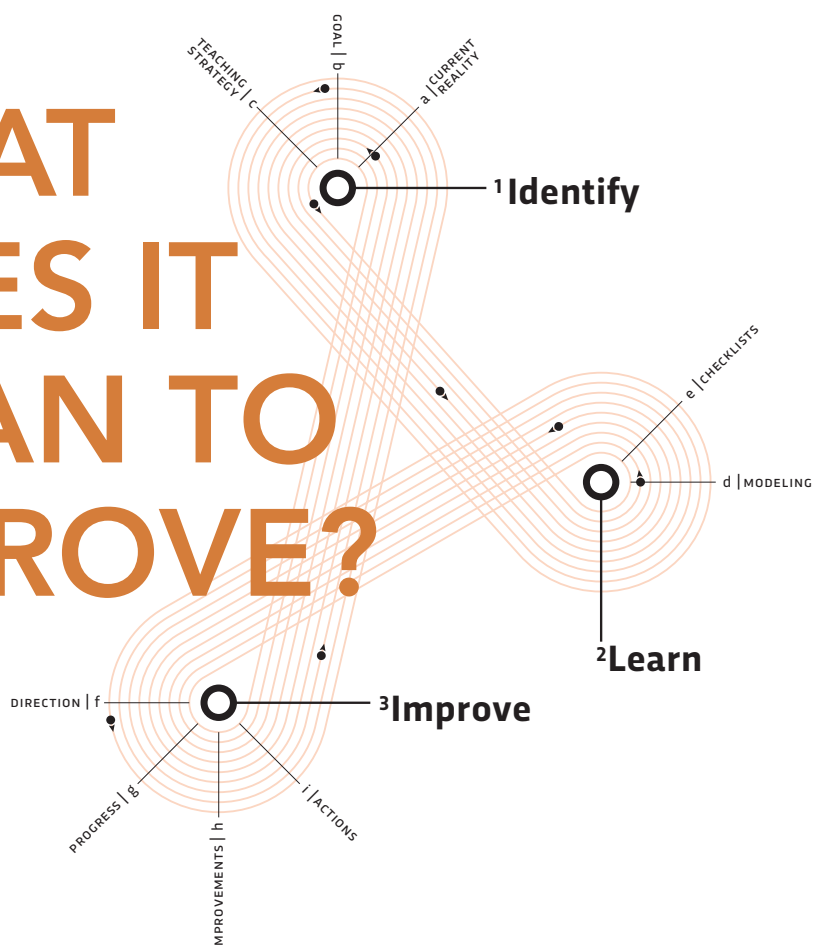 GOAL | b
TEACHING
STRATEGY | c
a | CURRENT
REALITY
1 Identify
AT
ES IT
AN TO
ROVE?
e | CHECKLISTS
d | MODELING
2 Learn
DIRECTION | f
3 Improve
PROGRESS | g
MPROVEMENTS | h
i | ACTIONS